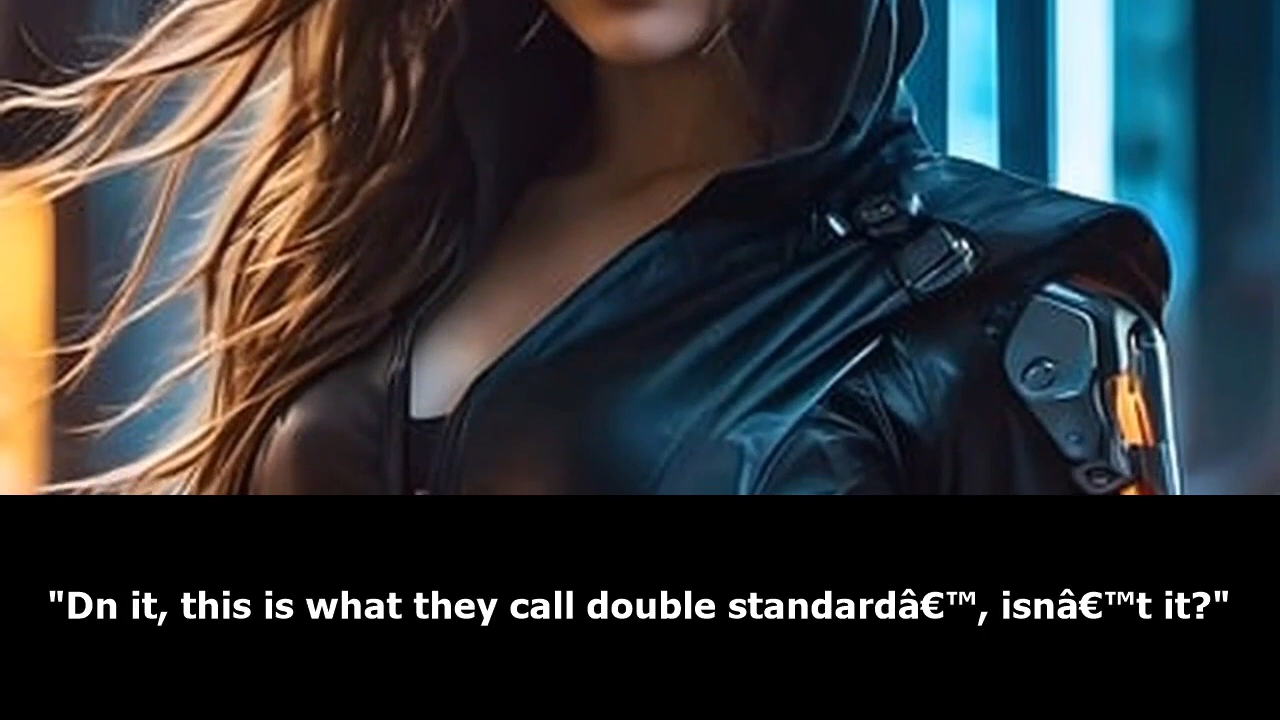 "Dn it, this is what they call double standardâ€™, isnâ€™t it?"